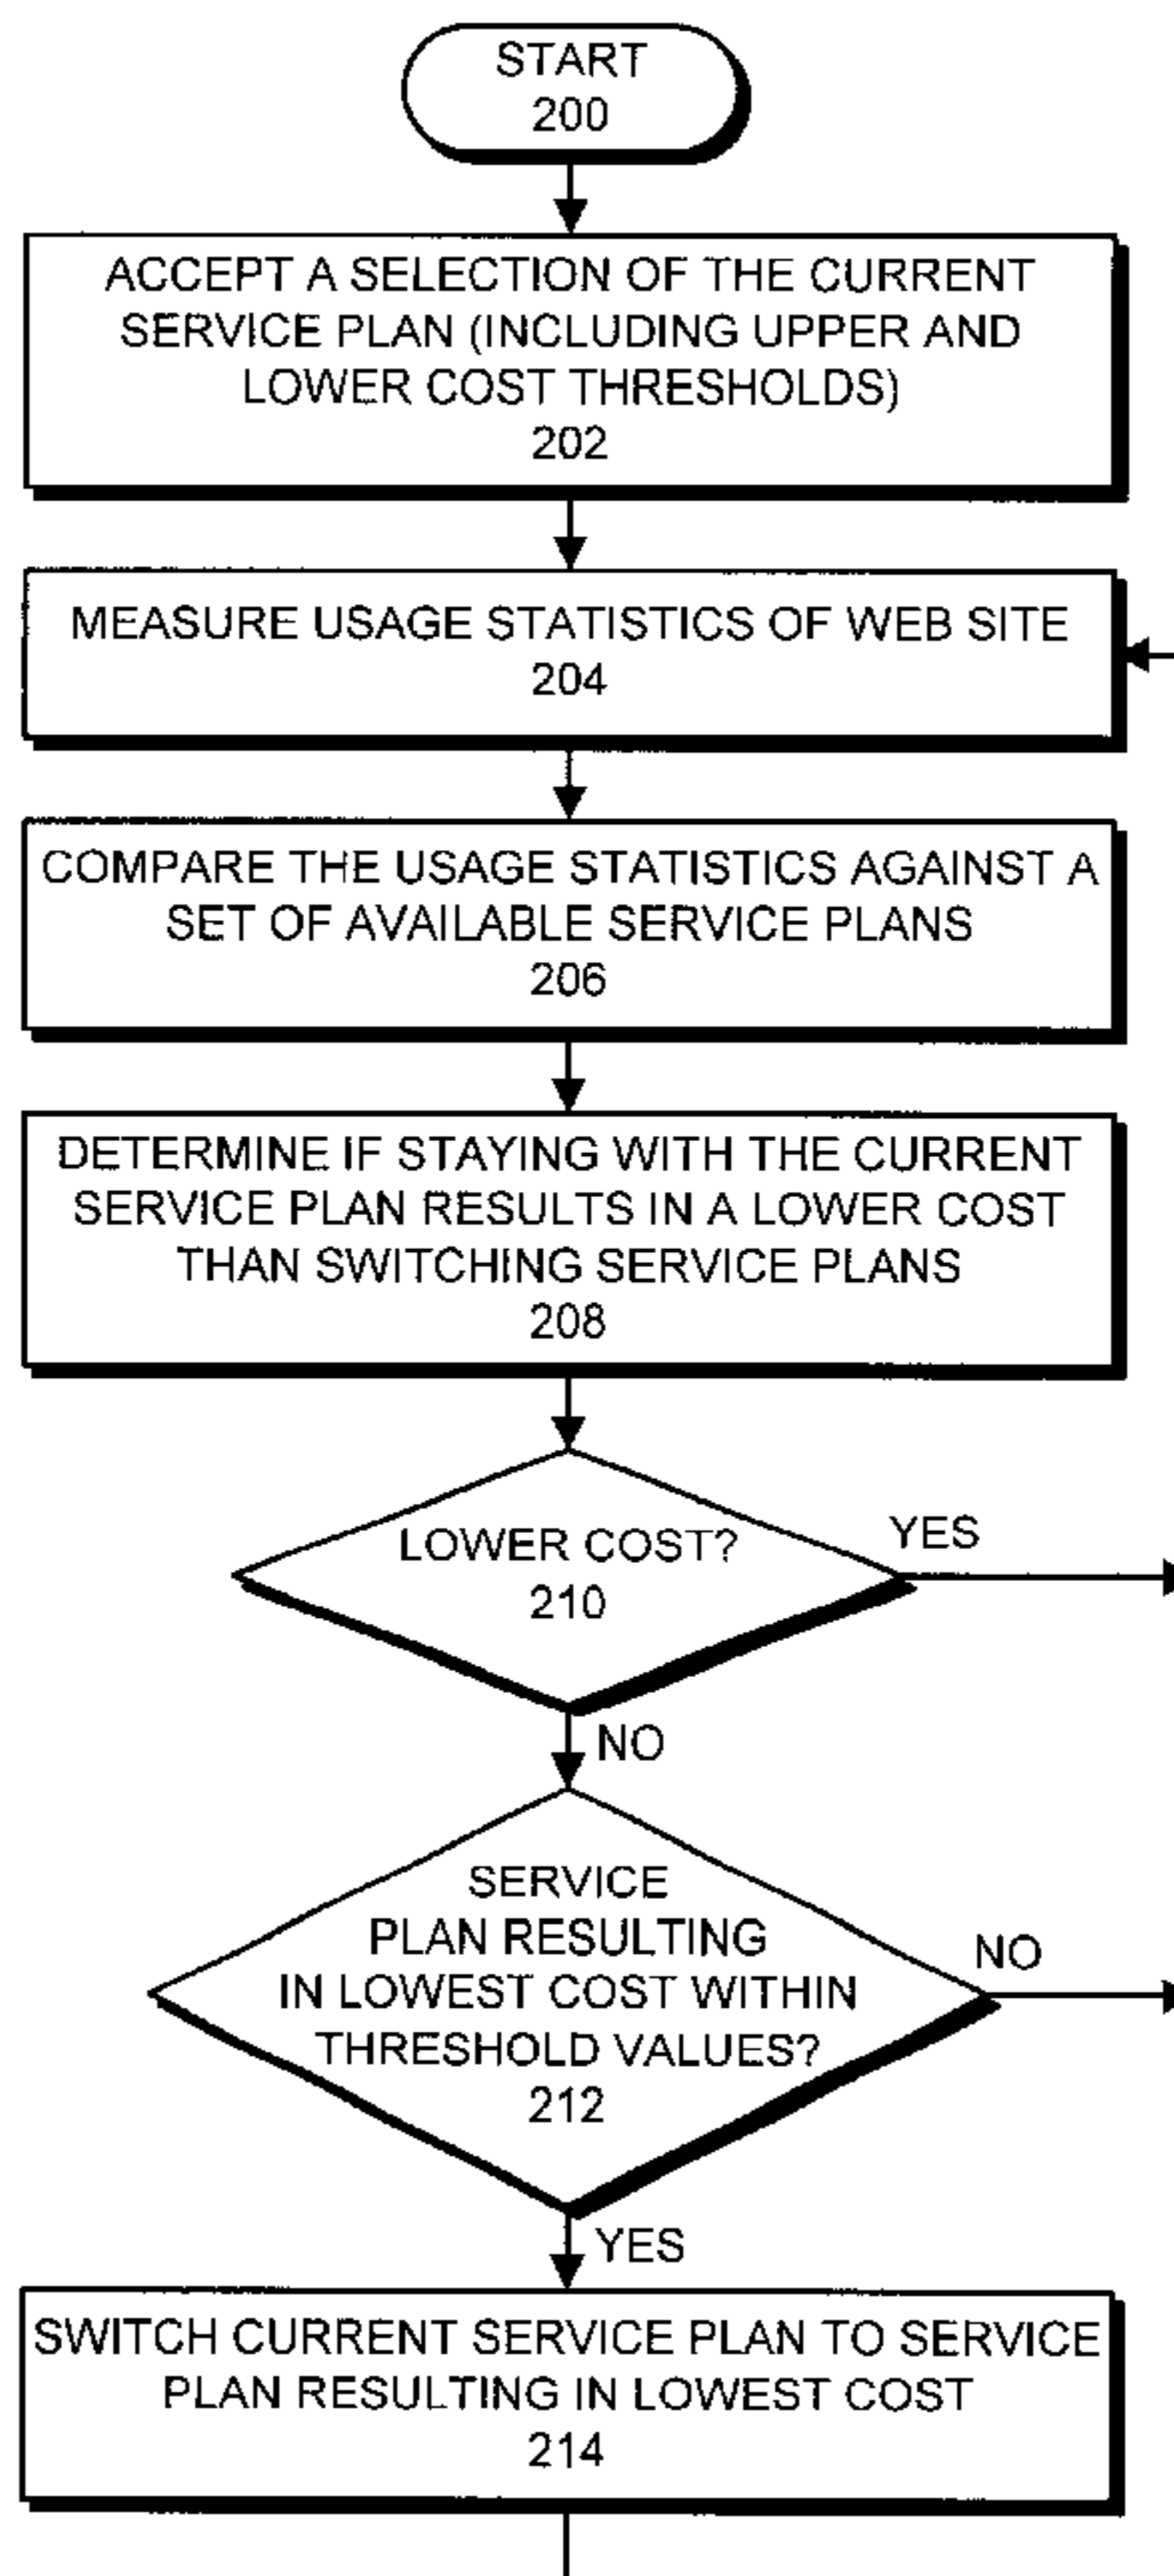 START
200
ACCEPT A SELECTION OF THE CURRENT
SERVICE PLAN (INCLUDING UPPER AND
LOWER COST THRESHOLDS)
202
MEASURE USAGE STATISTICS OF WEB SITE
204
COMPARE THE USAGE STATISTICS AGAINST A
SET OF AVAILABLE SERVICE PLANS
206
DETERMINE IF STAYING WITH THE CURRENT
SERVICE PLAN RESULTS IN A LOWER COST
THAN SWITCHING SERVICE PLANS
208
LOWER COST?
210
YES
NO
SERVICE
PLAN RESULTING
IN LOWEST COST WITHIN
THRESHOLD VALUES?
212
NO
YES
SWITCH CURRENT SERVICE PLAN TO SERVICE
PLAN RESULTING IN LOWEST COST
214